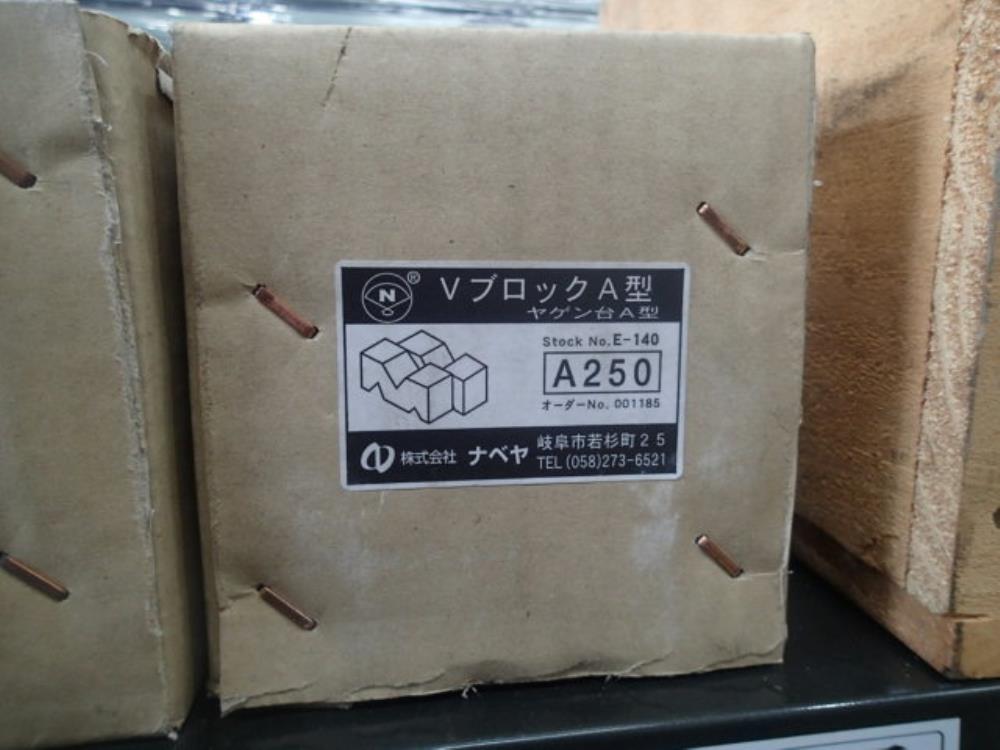 N ®
VブロックA型
ヤゲン台A型
Stock No.E-140
A250
オーダーNo. 001185
株式会社 ナベヤ
岐阜市若杉町25
TEL(058)273-6521